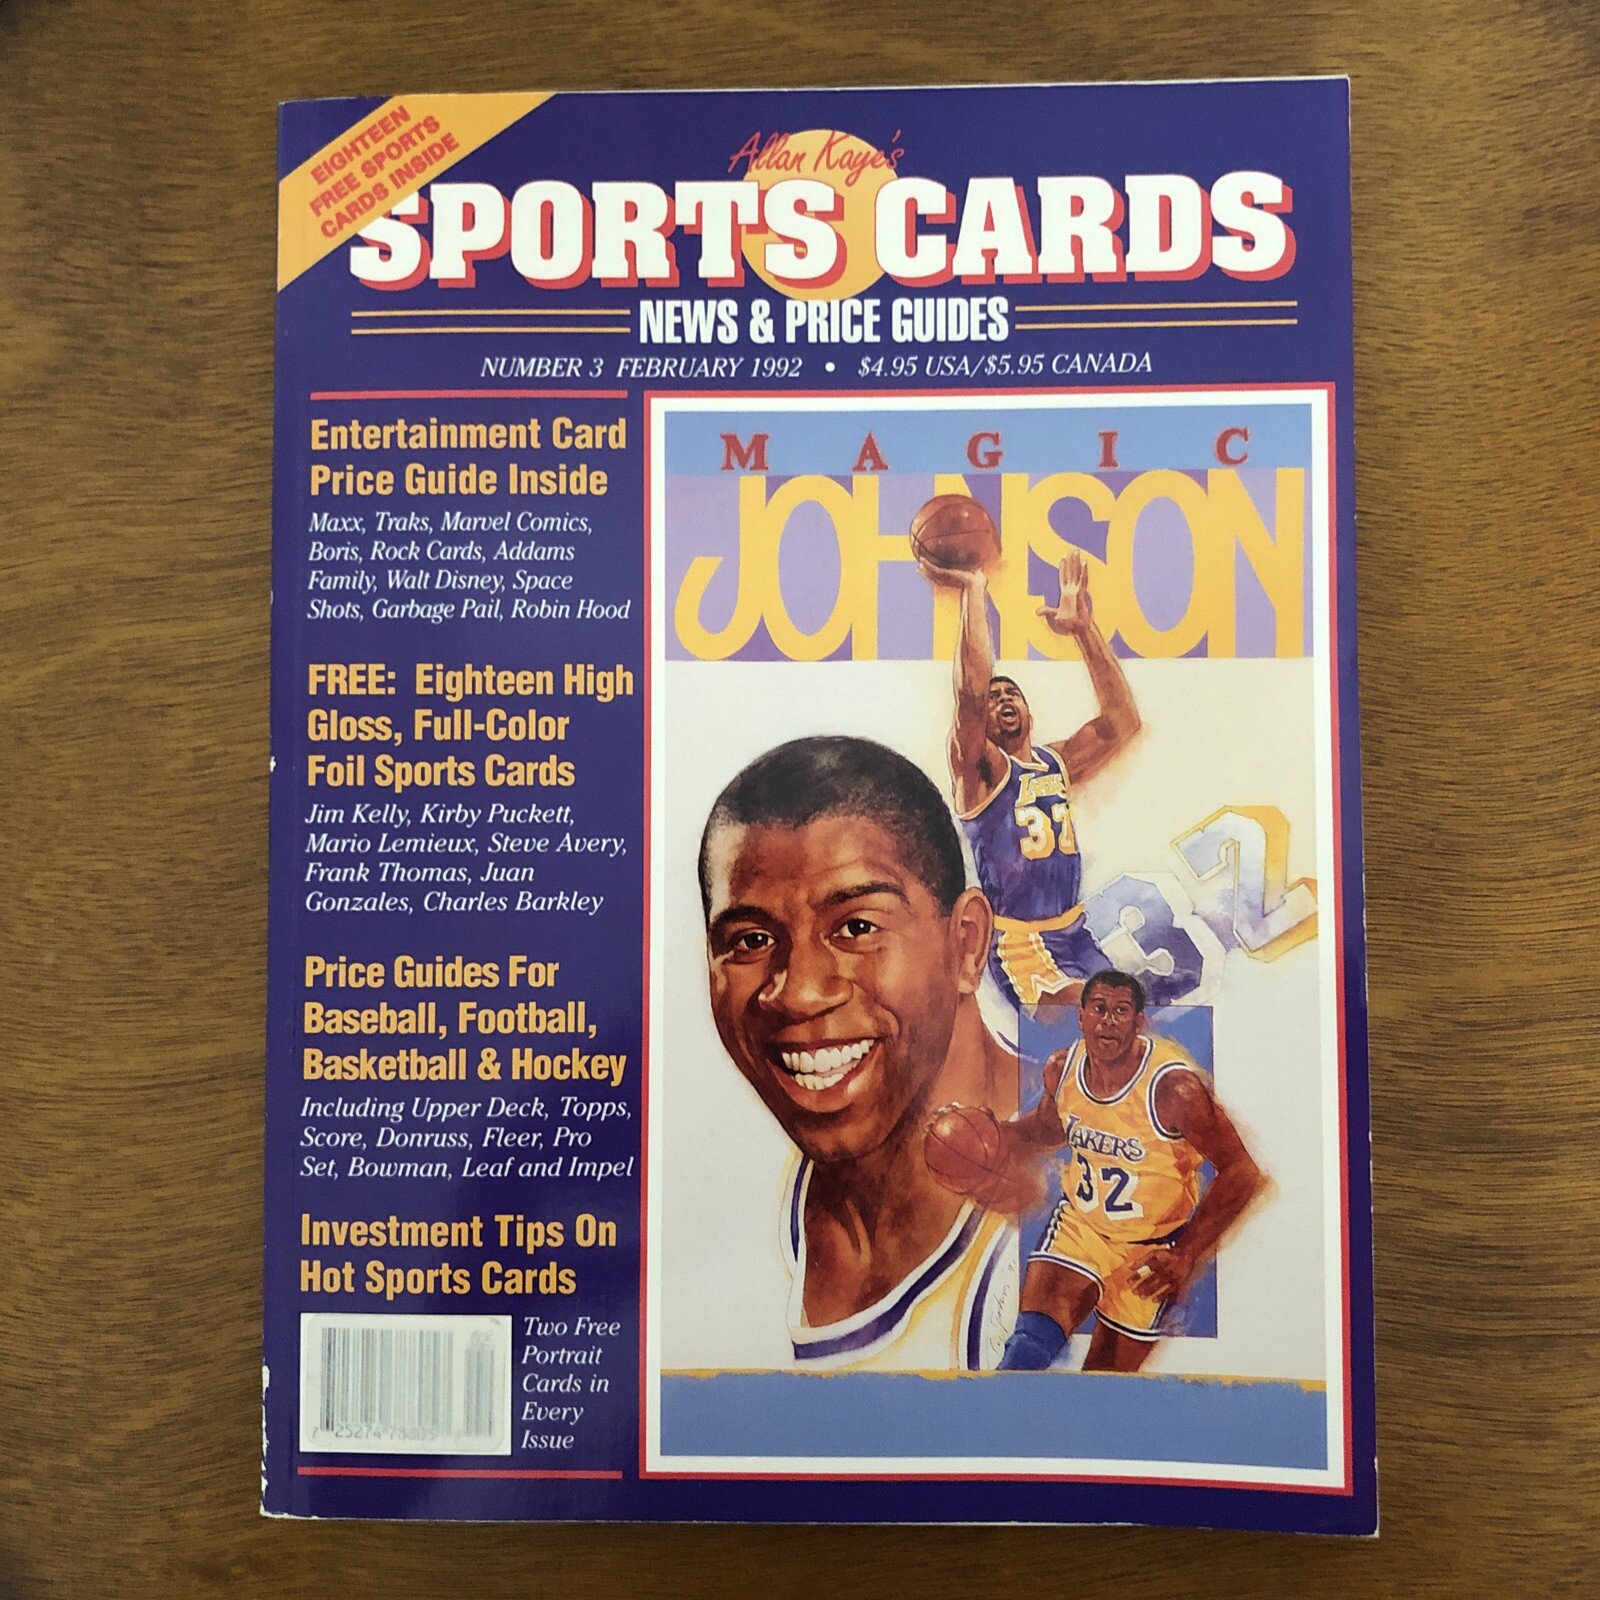 EIGHTEEN
FREE SPORTS
CARDS INSIDE
Allan Kaye's
SPORTS CARDS
NEWS & PRICE GUIDES
NUMBER 3 FEBRUARY 1992 • $4.95 USA/$5.95 CANADA
Entertainment Card
Price Guide Inside
Maxx, Traks, Marvel Comics,
Boris, Rock Cards, Addams
Family, Walt Disney, Space
Shots, Garbage Pail, Robin Hood
FREE: Eighteen High
Gloss, Full-Color
Foil Sports Cards
Jim Kelly, Kirby Puckett,
Mario Lemieux, Steve Avery,
Frank Thomas, Juan
Gonzales, Charles Barkley
Price Guides For
Baseball, Football,
Basketball & Hockey
Including Upper Deck, Topps,
Score, Donruss, Fleer, Pro
Set, Bowman, Leaf and Impel
Investment Tips On
Hot Sports Cards
Two Free
Portrait
Cards in
Every
Issue
02
MAGIC
JOHNSON
32
32
LAKERS
32